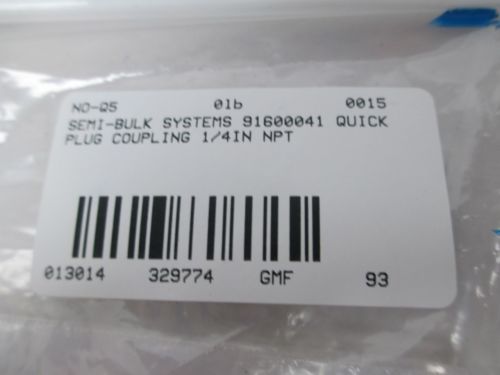 NO-Q5 01b 0015
SEMI-BULK SYSTEMS 91600041 QUICK
PLUG COUPLING 1/4IN NPT
013014 329774 GMF 93